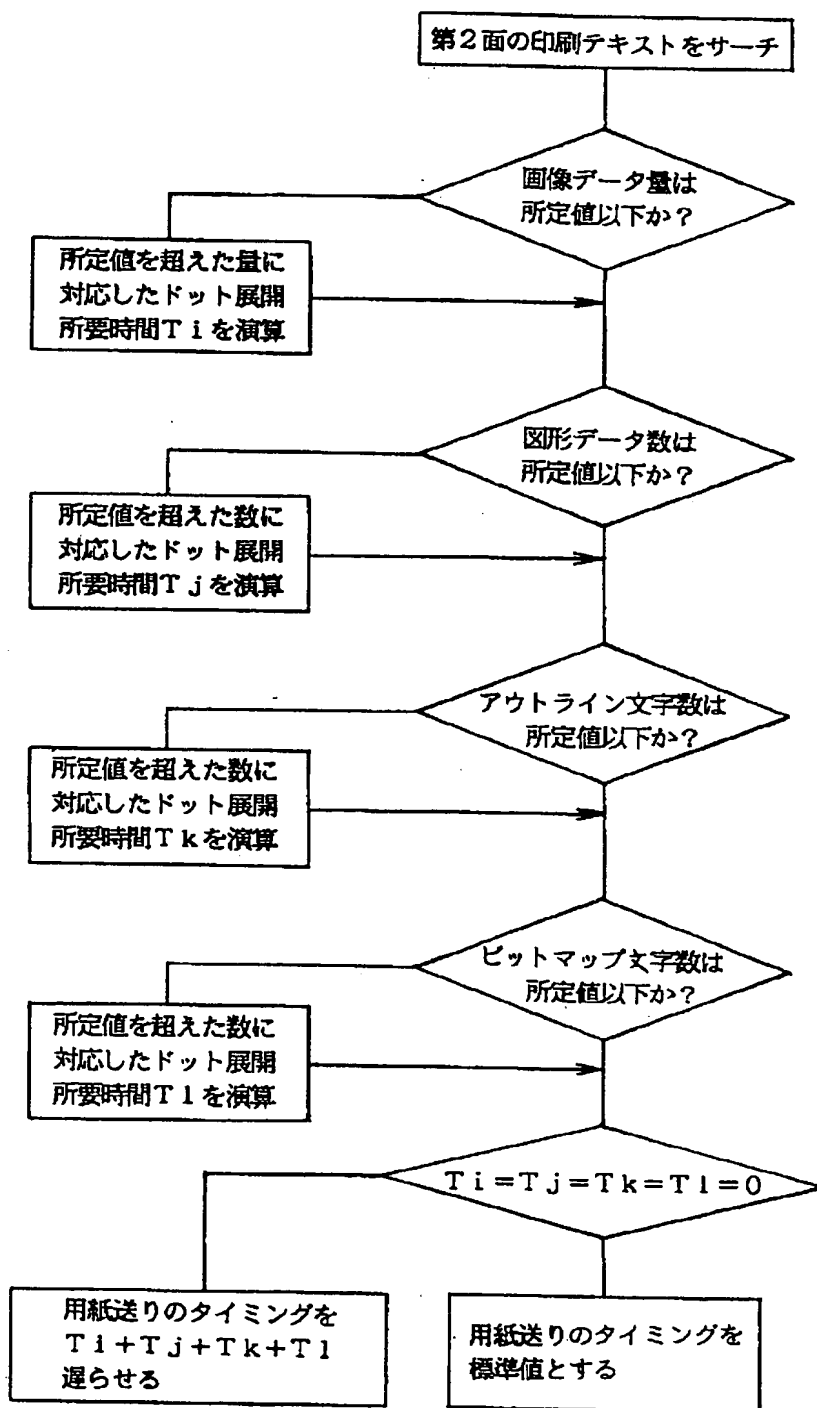 第2面の印刷テキストをサーチ
画像データ量は
所定値以下か？
所定値を超えた量に
対応したドット展開
所要時間Ｔｉを演算
図形データ数は
所定値以下か？
所定値を超えた数に
対応したドット展開
所要時間Ｔｊを演算
アウトライン文字数は
所定値以下か？
所定値を超えた数に
対応したドット展開
所要時間Ｔｋを演算
ビットマップ文字数は
所定値以下か？
所定値を超えた数に
対応したドット展開
所要時間Ｔｌを演算
Ｔｉ＝Ｔｊ＝Ｔｋ＝Ｔｌ＝０
用紙送りのタイミングを
Ｔｉ＋Ｔｊ＋Ｔｋ＋Ｔｌ
遅らせる
用紙送りのタイミングを
標準値とする